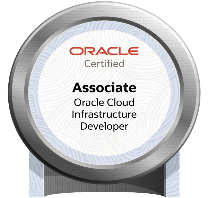 ORACLE
Certified
Associate
Oracle Cloud
Infrastructure
Developer